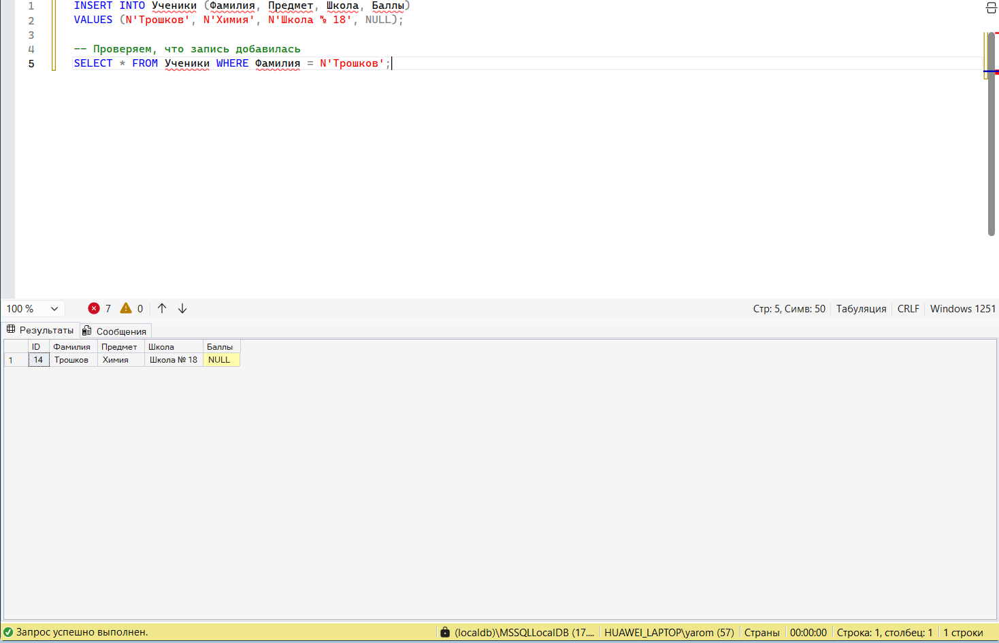 1 INSERT INTO Ученики (Фамилия, Предмет, Школа, Баллы)
2 VALUES (N'Трошков', N'Химия', N'Школа № 18', NULL);
3
4 -- Проверяем, что запись добавилась
5 SELECT * FROM Ученики WHERE Фамилия = N'Трошков';
100 % 7 0 Стр: 5, Симв: 50 Табуляция CRLF Windows 1251
Результаты Сообщения
ID Фамилия Предмет Школа Баллы
1 14 Трошков Химия Школа № 18 NULL
Запрос успешно выполнен. (localdb)\MSSQLLocalDB (17.... HUAWEI_LAPTOP\yarom (57) Страны 00:00:00 Строка: 1, столбец: 1 1 строки